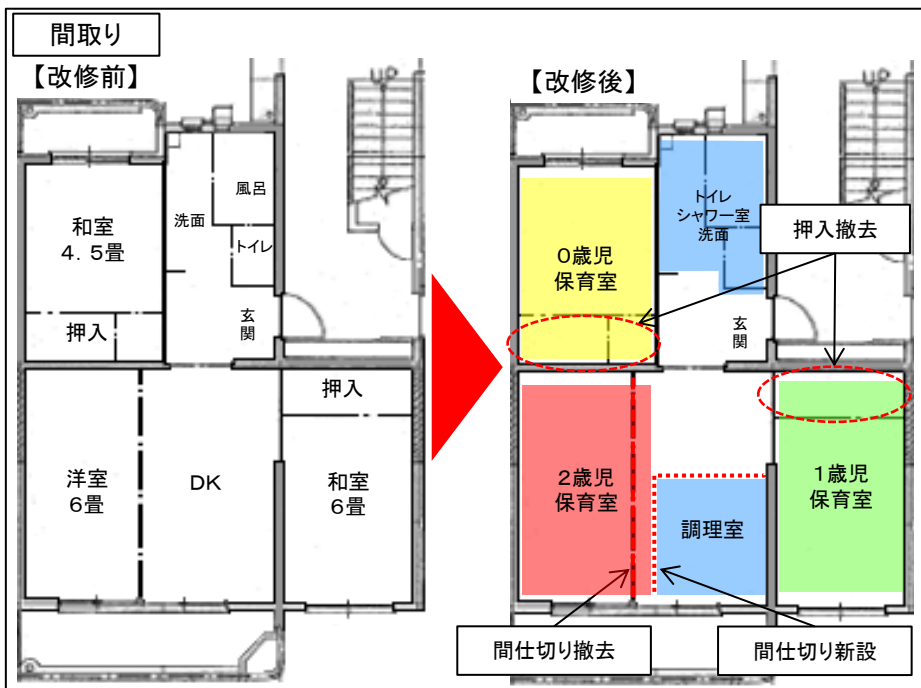 間取り
【改修前】
UP
和室
4.5畳
押入
洗面
風呂
トイレ
玄
関
洋室
6畳
DK
押入
和室
6畳
【改修後】
UP
0歳児
保育室
トイレ
シャワー室
洗面
玄
関
押入撤去
2歳児
保育室
調理室
1歳児
保育室
間仕切り撤去
間仕切り新設